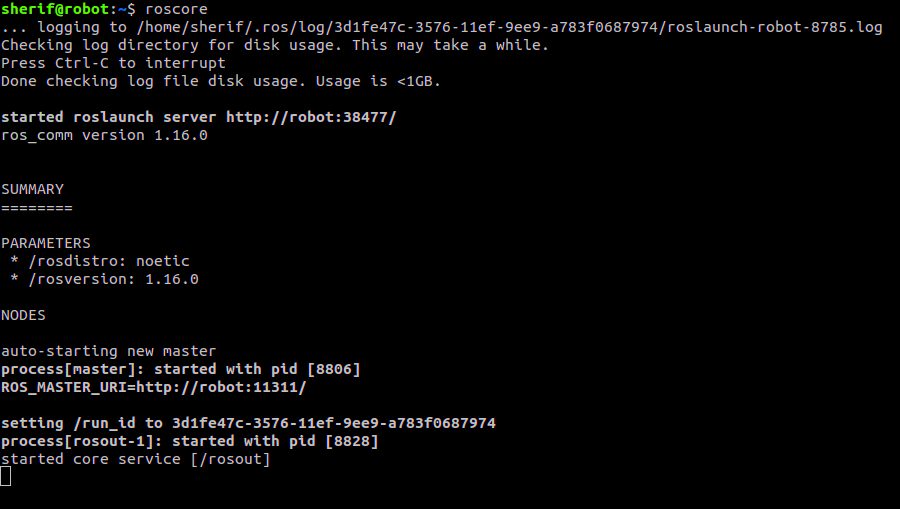 sherif@robot:~$ roscore
... logging to /home/sherif/.ros/log/3d1fe47c-3576-11ef-9ee9-a783f0687974/roslaunch-robot-8785.log
Checking log directory for disk usage. This may take a while.
Press Ctrl-C to interrupt
Done checking log file disk usage. Usage is <1GB.

started roslaunch server http://robot:38477/
ros_comm version 1.16.0


SUMMARY
========

PARAMETERS
 * /rosdistro: noetic
 * /rosversion: 1.16.0

NODES

auto-starting new master
process[master]: started with pid [8806]
ROS_MASTER_URI=http://robot:11311/

setting /run_id to 3d1fe47c-3576-11ef-9ee9-a783f0687974
process[rosout-1]: started with pid [8828]
started core service [/rosout]